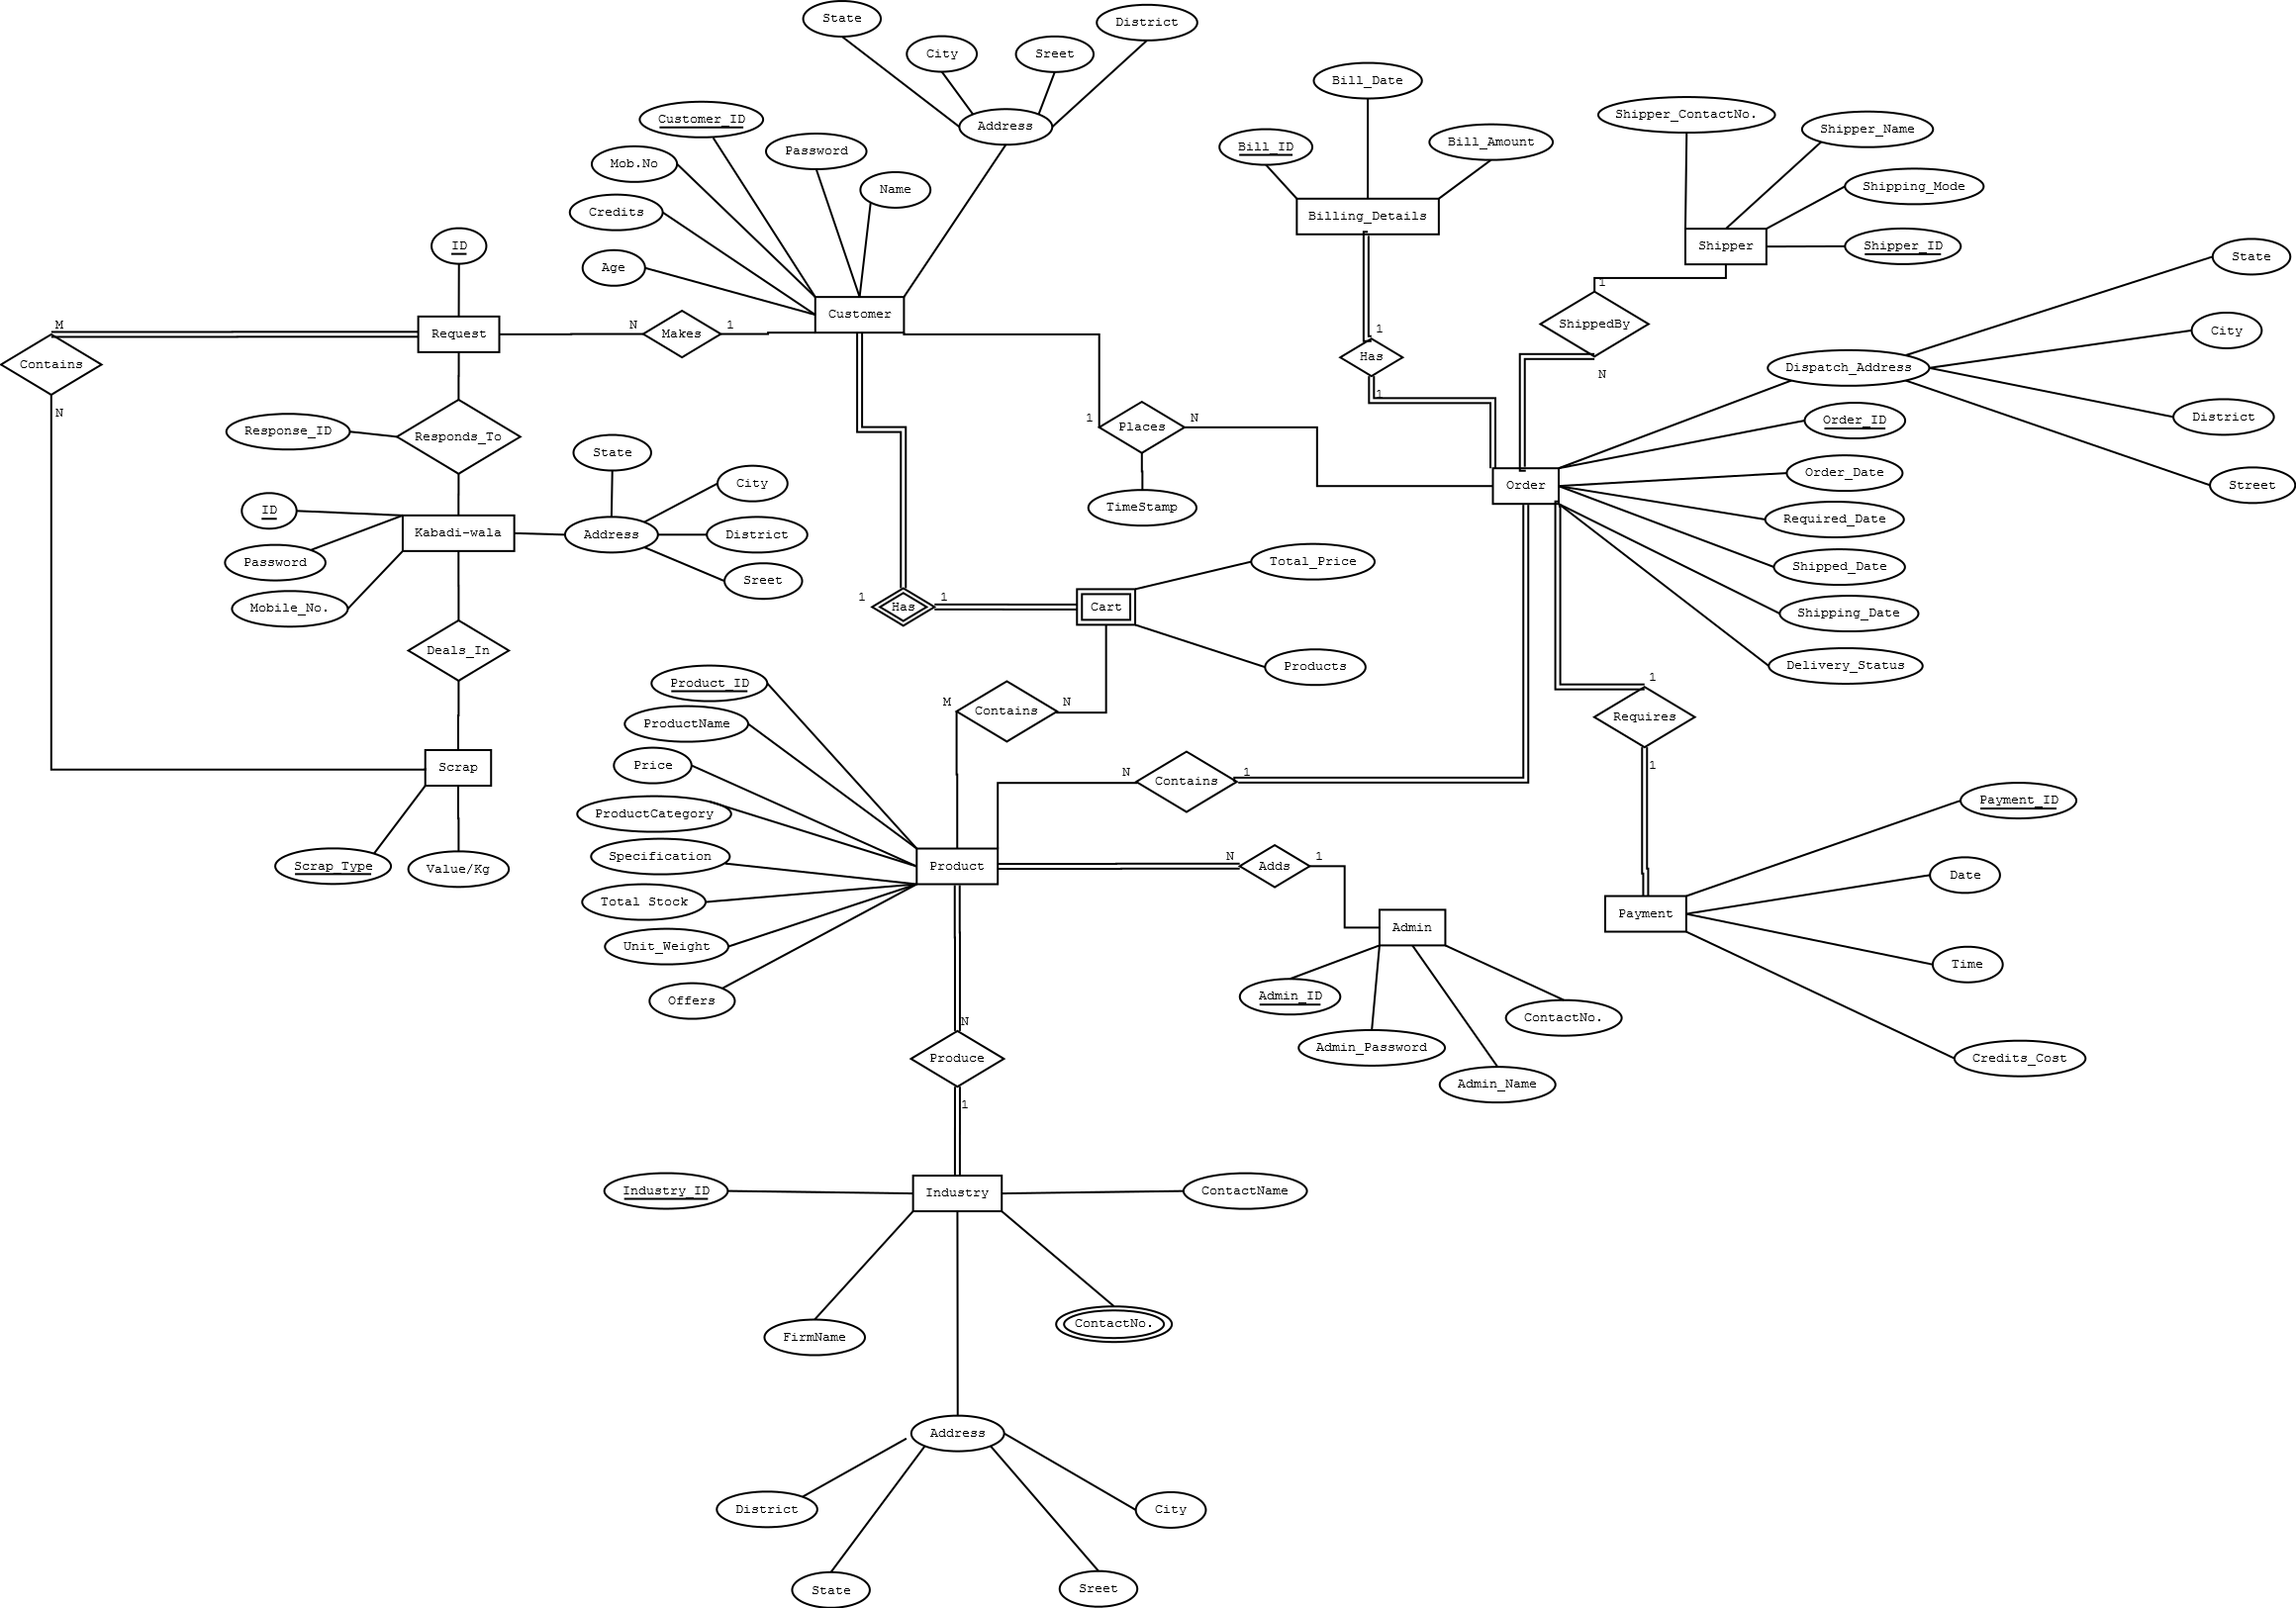 State
District
City
Sreet
Bill_Date
Customer_ID
Address
Shipper_ContactNo.
Shipper_Name
Password
Bill_ID
Bill_Amount
Mob.No
Name
Shipping_Mode
Credits
Billing_Details
ID
Shipper
Shipper_ID
State
Age
1
Customer
M
Request
N
Makes
1
1
ShippedBy
City
Contains
Has
Dispatch_Address
N
1
N
Response_ID
Responds_To
1
Places
N
Order_ID
District
State
Order_Date
City
Order
Street
ID
TimeStamp
Required_Date
Kabadi-wala
Address
District
Password
Total_Price
Shipped_Date
Sreet
Mobile_No.
1
Has
1
Cart
Shipping_Date
Deals_In
Products
Delivery_Status
Product_ID
1
M
Contains
N
ProductName
Requires
Price
Scrap
N
Contains
1
1
Payment_ID
ProductCategory
Specification
N
Adds
1
Scrap_Type
Value/Kg
Product
Date
Total Stock
Payment
Admin
Unit_Weight
Time
Offers
Admin_ID
N
ContactNo.
Admin_Password
Produce
Credits_Cost
Admin_Name
1
Industry_ID
Industry
ContactName
FirmName
ContactNo.
Address
District
City
State
Sreet